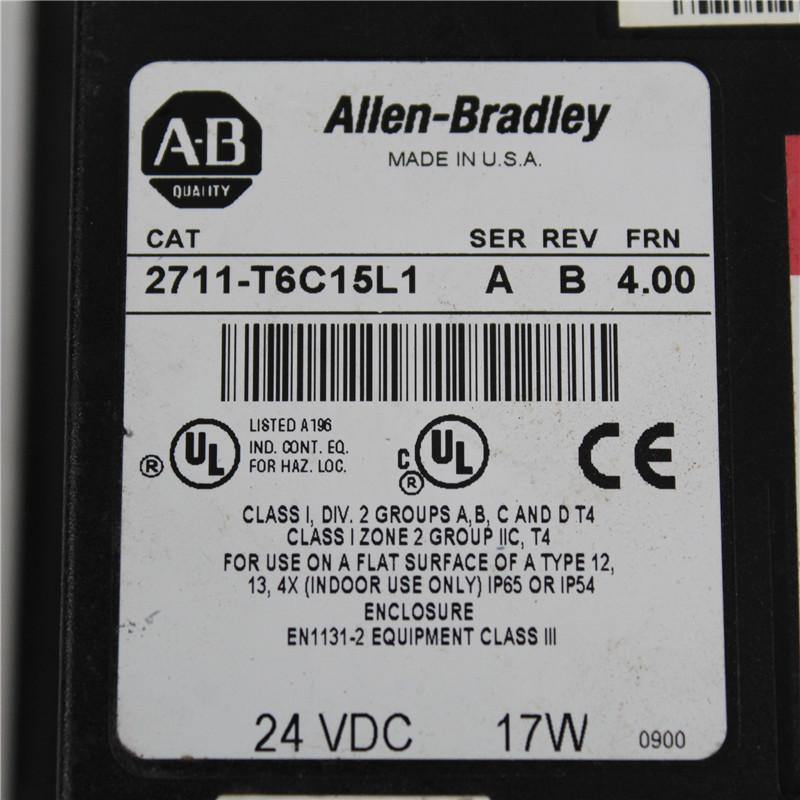 A-B
QUALITY
Allen-Bradley
MADE IN U.S.A.
CAT SER REV FRN
2711-T6C15L1 A B 4.00
® UL LISTED A196
IND. CONT. EQ.
FOR HAZ. LOC.
C UL ®
CE
CLASS I, DIV. 2 GROUPS A,B, C AND D T4
CLASS I ZONE 2 GROUP IIC, T4
FOR USE ON A FLAT SURFACE OF A TYPE 12,
13, 4X (INDOOR USE ONLY) IP65 OR IP54
ENCLOSURE
EN1131-2 EQUIPMENT CLASS III
24 VDC 17W 0900